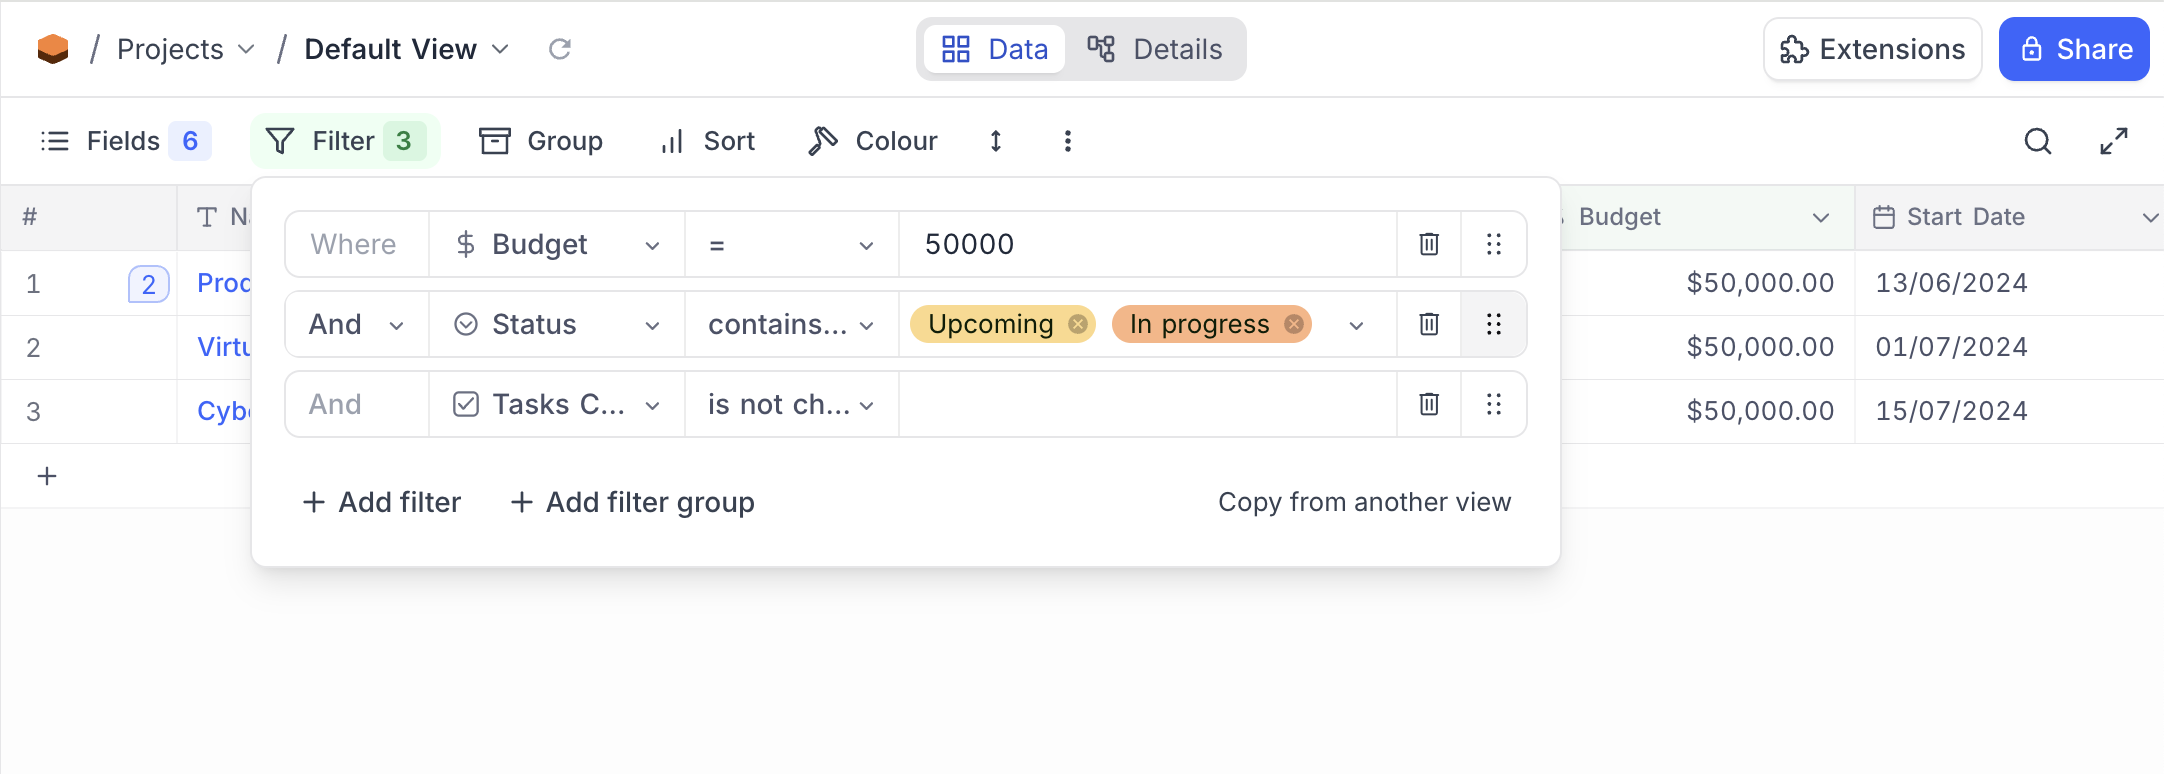 / Projects / Default View Data Details Extensions Share
Fields 6 Filter 3 Group Sort Colour
# Budget Start Date
Where $ Budget = 50000
And Status contains... Upcoming In progress
And Tasks C... is not ch...
+ Add filter + Add filter group Copy from another view
1 2 Prod $50,000.00 13/06/2024
2 Virtu $50,000.00 01/07/2024
3 Cybe $50,000.00 15/07/2024
+